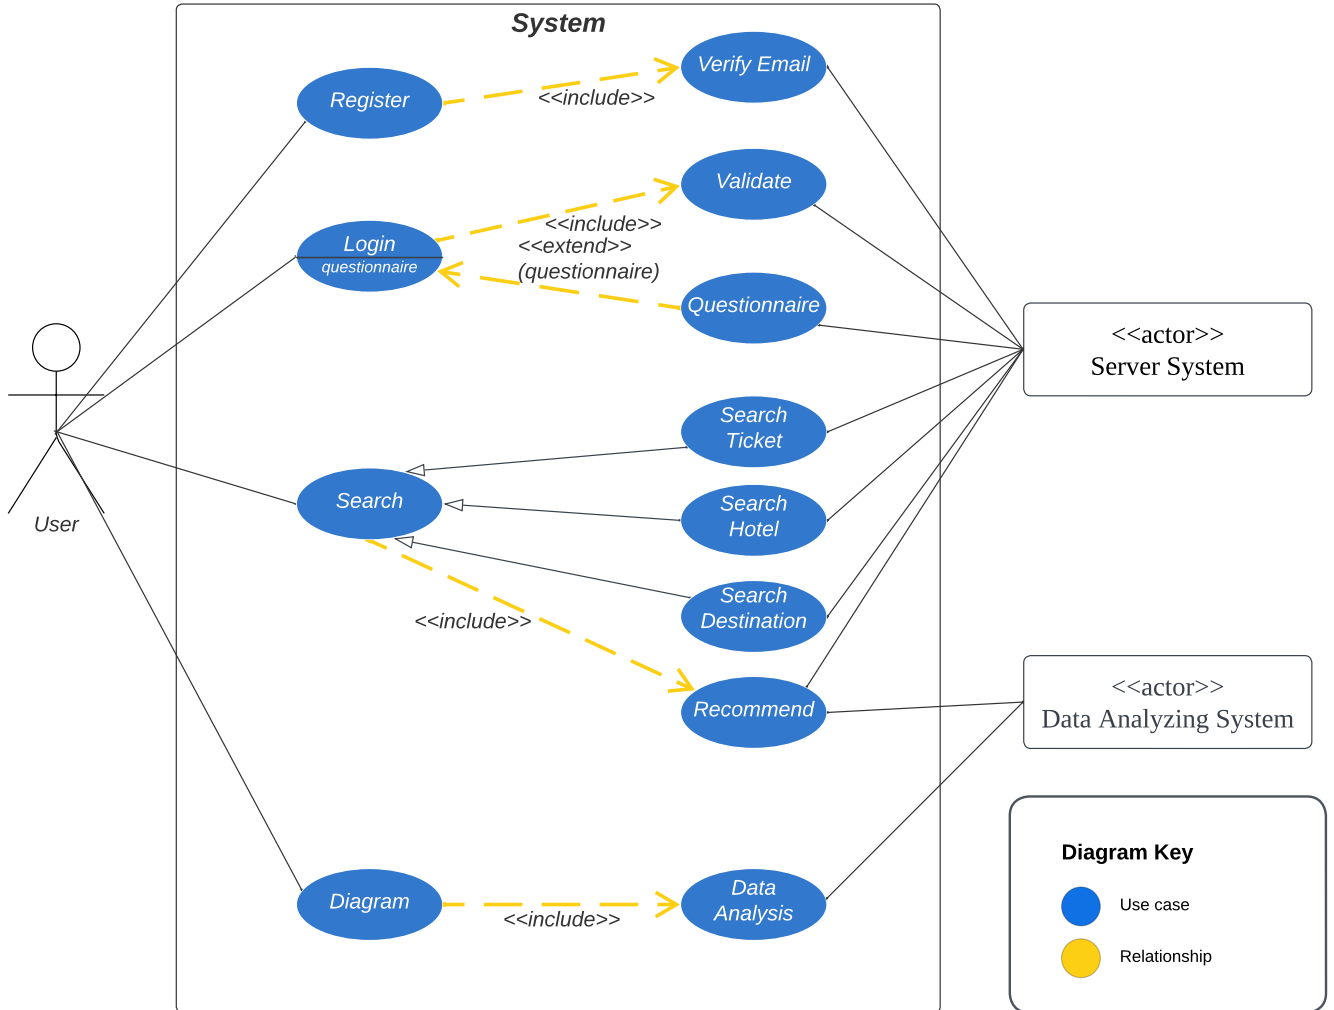 System
Verify Email
Register
<<include>>
Validate
<<include>>
Login
<<extend>>
questionnaire
(questionnaire)
Questionnaire
<<actor>>
Server System
Search
Ticket
Search
User
Search
Hotel
Search
Destination
<<include>>
Recommend
<<actor>>
Data Analyzing System
Diagram
<<include>>
Data
Analysis
Diagram Key
Use case
Relationship